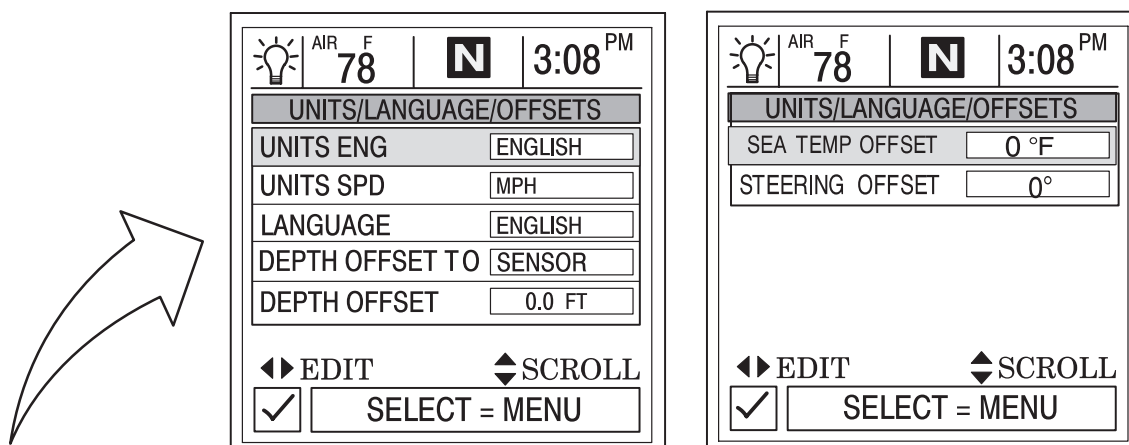 AIR F
78 N 3:08 PM
UNITS/LANGUAGE/OFFSETS
UNITS ENG ENGLISH
UNITS SPD MPH
LANGUAGE ENGLISH
DEPTH OFFSET TO SENSOR
DEPTH OFFSET 0.0 FT
EDIT SCROLL
SELECT = MENU
AIR F
78 N 3:08 PM
UNITS/LANGUAGE/OFFSETS
SEA TEMP OFFSET 0 °F
STEERING OFFSET 0°
EDIT SCROLL
SELECT = MENU